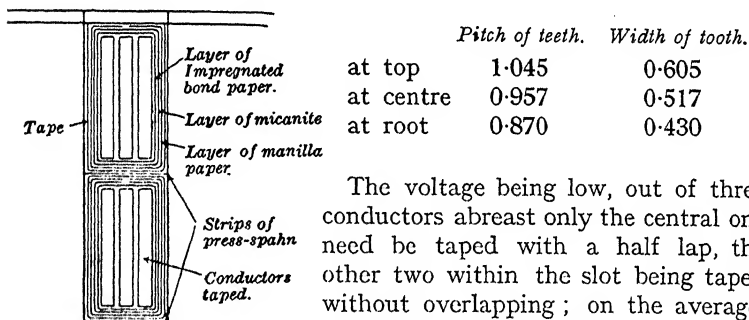 Layer of
Impregnated
bond paper.
Tape
Layer of micanite
Layer of manilla
paper.
Strips of
press-spahn
Conductors
taped.
Pitch of teeth. Width of tooth.
at top 1·045 0·605
at centre 0·957 0·517
at root 0·870 0·430
The voltage being low, out of thre
conductors abreast only the central on
need be taped with a half lap, th
other two within the slot being tape
without overlapping ; on the averag